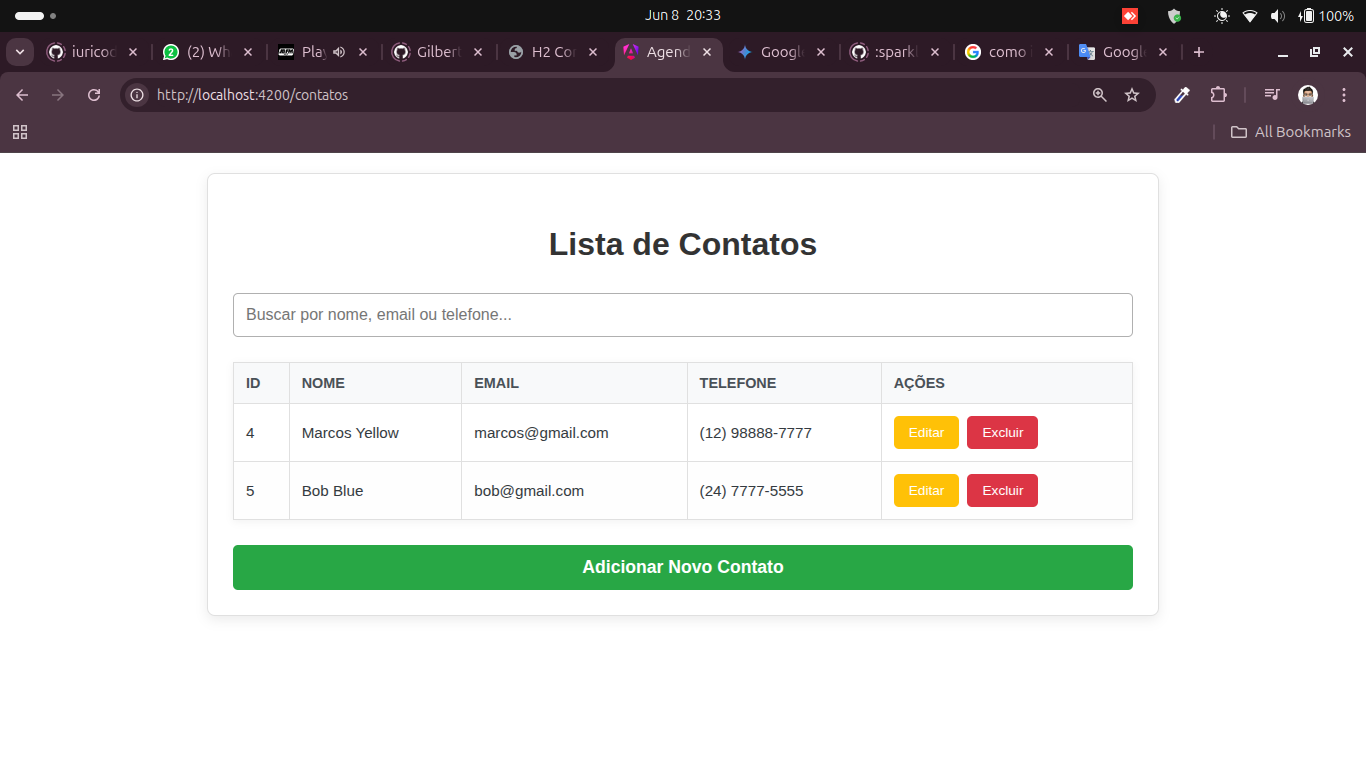 Jun 8 20:33
100%
iuricod
(2) Wh
Play
Gilbert
H2 Co
Agend
Google
:sparkl
como i
Google
http://localhost:4200/contatos
All Bookmarks
Lista de Contatos
Buscar por nome, email ou telefone...
ID NOME EMAIL TELEFONE AÇÕES
4 Marcos Yellow marcos@gmail.com (12) 98888-7777 Editar Excluir
5 Bob Blue bob@gmail.com (24) 7777-5555 Editar Excluir
Adicionar Novo Contato